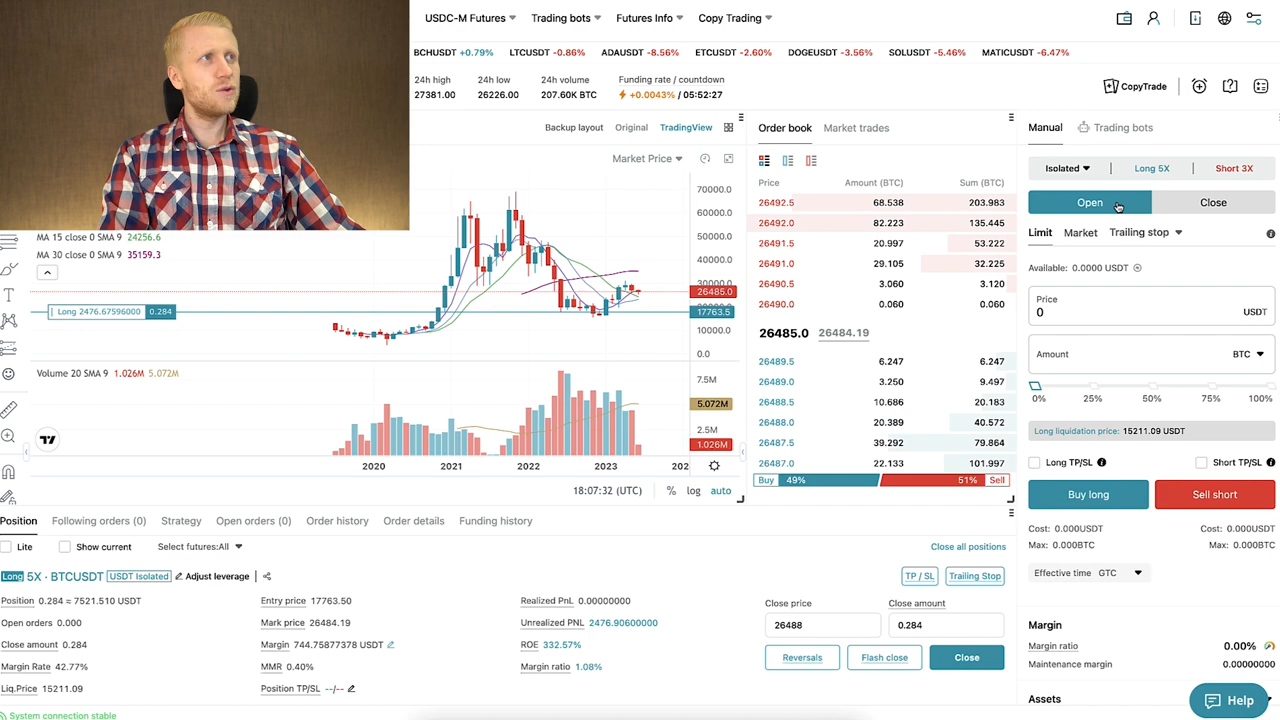 USDC-M Futures Trading bots Futures Info Copy Trading
BCHUSDT +0.79% LTCUSDT -0.86% ADAUSDT -8.56% ETCUSDT -2.60% DOGEUSDT -3.56% SOLUSDT -5.46% MATICUSDT -6.47%
24h high 24h low 24h volume Funding rate / countdown
27381.00 26226.00 207.60K BTC +0.0043% / 05:52:27
CopyTrade
Backup layout Original TradingView
Market Price
MA 15 close 0 SMA 9 24256.6
MA 30 close 0 SMA 9 35159.3
Long 2476.67596000 0.284
70000.0
60000.0
50000.0
40000.0
30000.0
26485.0
17763.5
10000.0
0.0
Volume 20 SMA 9 1.026M 5.072M
7.5M
5.072M
2.5M
1.026M
2020 2021 2022 2023 202
18:07:32 (UTC) % log auto
Order book Market trades
Price Amount (BTC) Sum (BTC)
26492.5 68.538 203.983
26492.0 82.223 135.445
26491.5 20.997 53.222
26491.0 29.105 32.225
26490.5 3.060 3.120
26490.0 0.060 0.060
26485.0 26484.19
26489.5 6.247 6.247
26489.0 3.250 9.497
26488.5 10.686 20.183
26488.0 20.389 40.572
26487.5 39.292 79.864
26487.0 22.133 101.997
Buy 49% 51% Sell
Manual Trading bots
Isolated Long 5X Short 3X
Open Close
Limit Market Trailing stop
Available: 0.0000 USDT
Price
0 USDT
Amount BTC
0% 25% 50% 75% 100%
Long liquidation price: 15211.09 USDT
Long TP/SL Short TP/SL
Buy long Sell short
Cost: 0.000USDT Cost: 0.000USDT
Max: 0.000BTC Max: 0.000BTC
Effective time GTC
Margin
Margin ratio 0.00%
Maintenance margin 0.00000000
Assets
Help
Position Following orders (0) Strategy Open orders (0) Order history Order details Funding history
Lite Show current Select futures:All Close all positions
Long 5X · BTCUSDT USDT Isolated Adjust leverage TP / SL Trailing Stop
Position 0.284 ≈ 7521.510 USDT Entry price 17763.50 Realized PnL 0.00000000
Open orders 0.000 Mark price 26484.19 Unrealized PNL 2476.90600000
Close amount 0.284 Margin 744.75877378 USDT ROE 332.57%
Margin Rate 42.77% MMR 0.40% Margin ratio 1.08%
Liq.Price 15211.09 Position TP/SL --/--
Close price Close amount
26488 0.284
Reversals Flash close Close
System connection stable